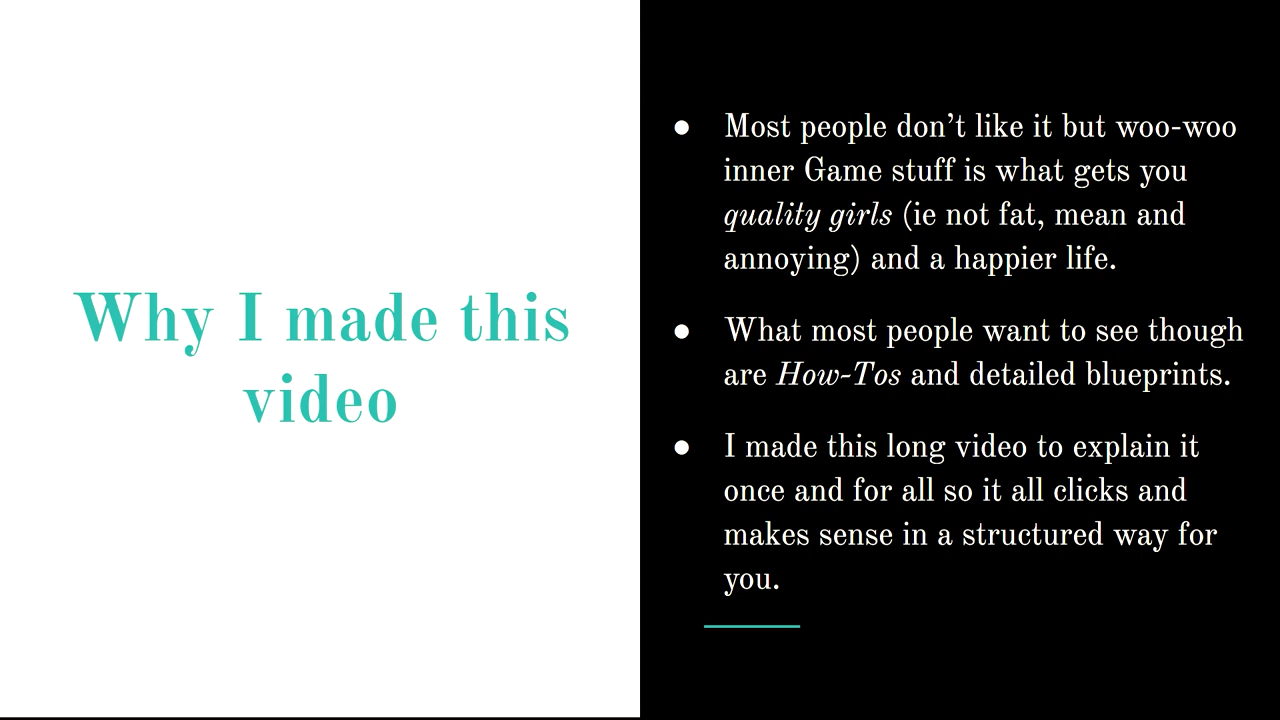 Why I made this
video
● Most people don’t like it but woo-woo
inner Game stuff is what gets you
quality girls (ie not fat, mean and
annoying) and a happier life.
● What most people want to see though
are How-Tos and detailed blueprints.
● I made this long video to explain it
once and for all so it all clicks and
makes sense in a structured way for
you.